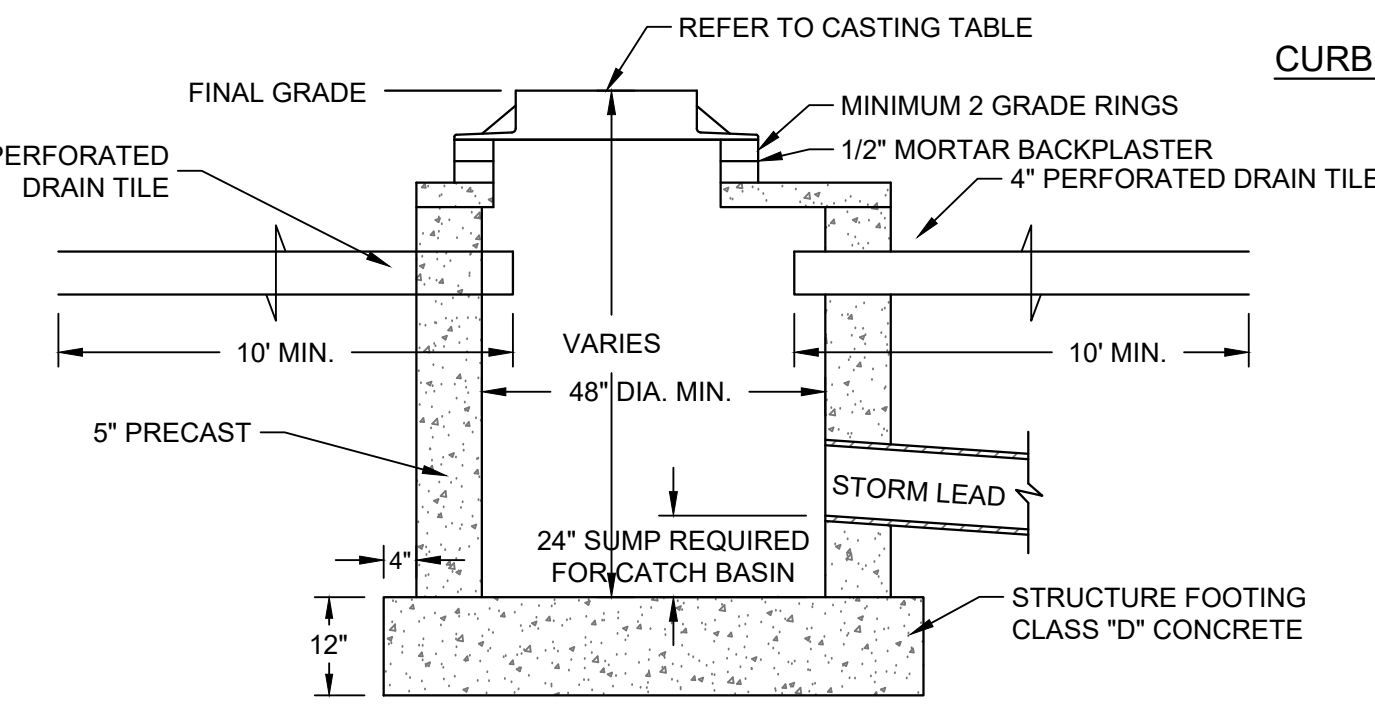 REFER TO CASTING TABLE
CURB
FINAL GRADE
MINIMUM 2 GRADE RINGS
PERFORATED
DRAIN TILE
1/2" MORTAR BACKPLASTER
4" PERFORATED DRAIN TILE
10' MIN.
VARIES
10' MIN.
48" DIA. MIN.
5" PRECAST
STORM LEAD
24" SUMP REQUIRED
FOR CATCH BASIN
4"
STRUCTURE FOOTING
CLASS "D" CONCRETE
12"